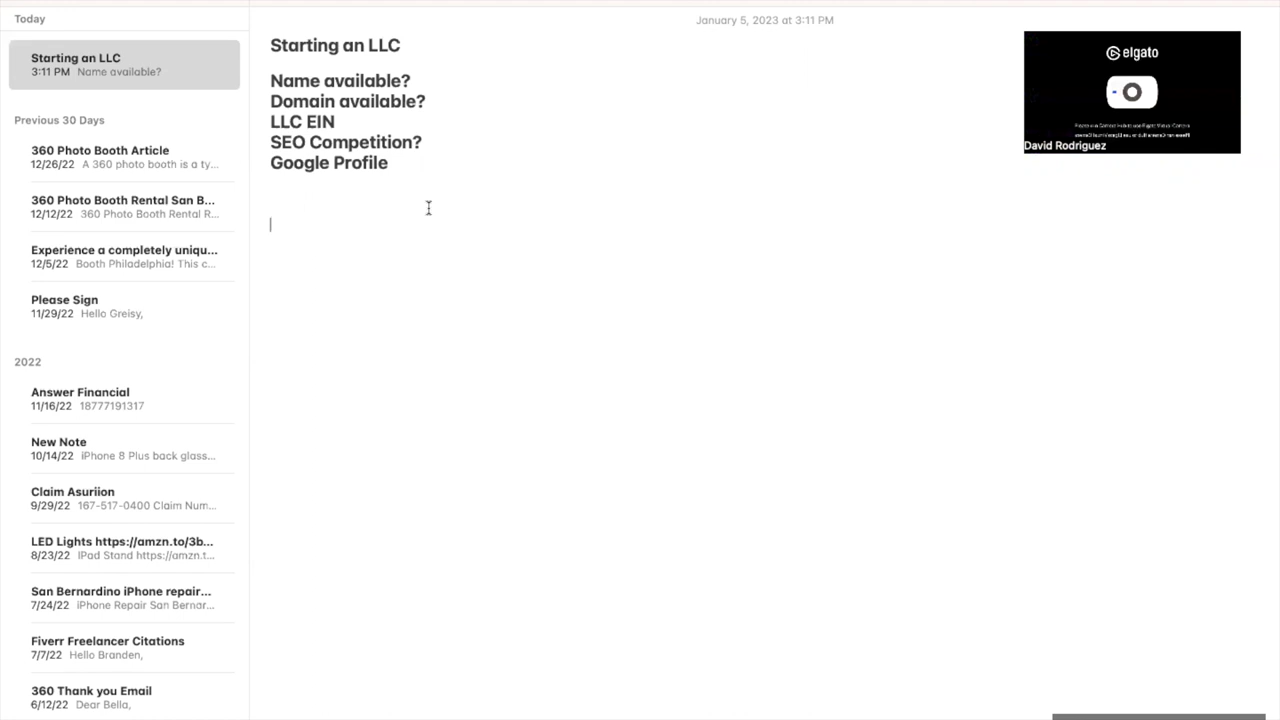 Today
Starting an LLC
3:11 PM Name available?
Previous 30 Days
360 Photo Booth Article
12/26/22 A 360 photo booth is a ty...
360 Photo Booth Rental San B...
12/12/22 360 Photo Booth Rental R...
Experience a completely uniqu...
12/5/22 Booth Philadelphia! This c...
Please Sign
11/29/22 Hello Greisy,
2022
Answer Financial
11/16/22 18777191317
New Note
10/14/22 iPhone 8 Plus back glass...
Claim Asuriion
9/29/22 167-517-0400 Claim Num...
LED Lights https://amzn.to/3b...
8/23/22 IPad Stand https://amzn.t...
San Bernardino iPhone repair...
7/24/22 iPhone Repair San Bernar...
Fiverr Freelancer Citations
7/7/22 Hello Branden,
360 Thank you Email
6/12/22 Dear Bella,
January 5, 2023 at 3:11 PM
Starting an LLC
Name available?
Domain available?
LLC EIN
SEO Competition?
Google Profile
elgato
David Rodriguez